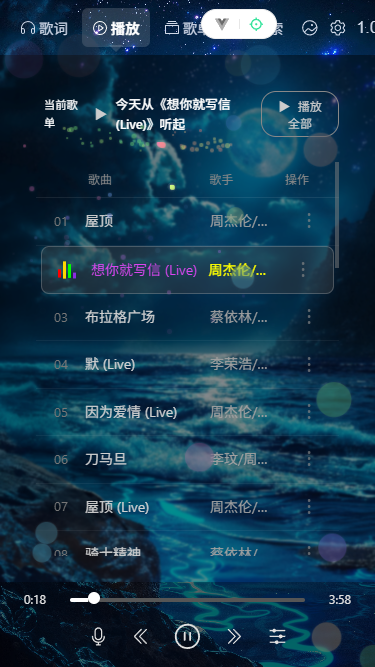 歌词 播放 歌单 索 1.0
当前歌单 今天从《想你就写信 (Live)》听起 播放全部
歌曲 歌手 操作
01 屋顶 周杰伦/...
想你就写信 (Live) 周杰伦/...
03 布拉格广场 蔡依林/...
04 默 (Live) 李荣浩/...
05 因为爱情 (Live) 周杰伦/...
06 刀马旦 李玟/周...
07 屋顶 (Live) 周杰伦/...
08 骑士精神 蔡依林/...
0:18 3:58